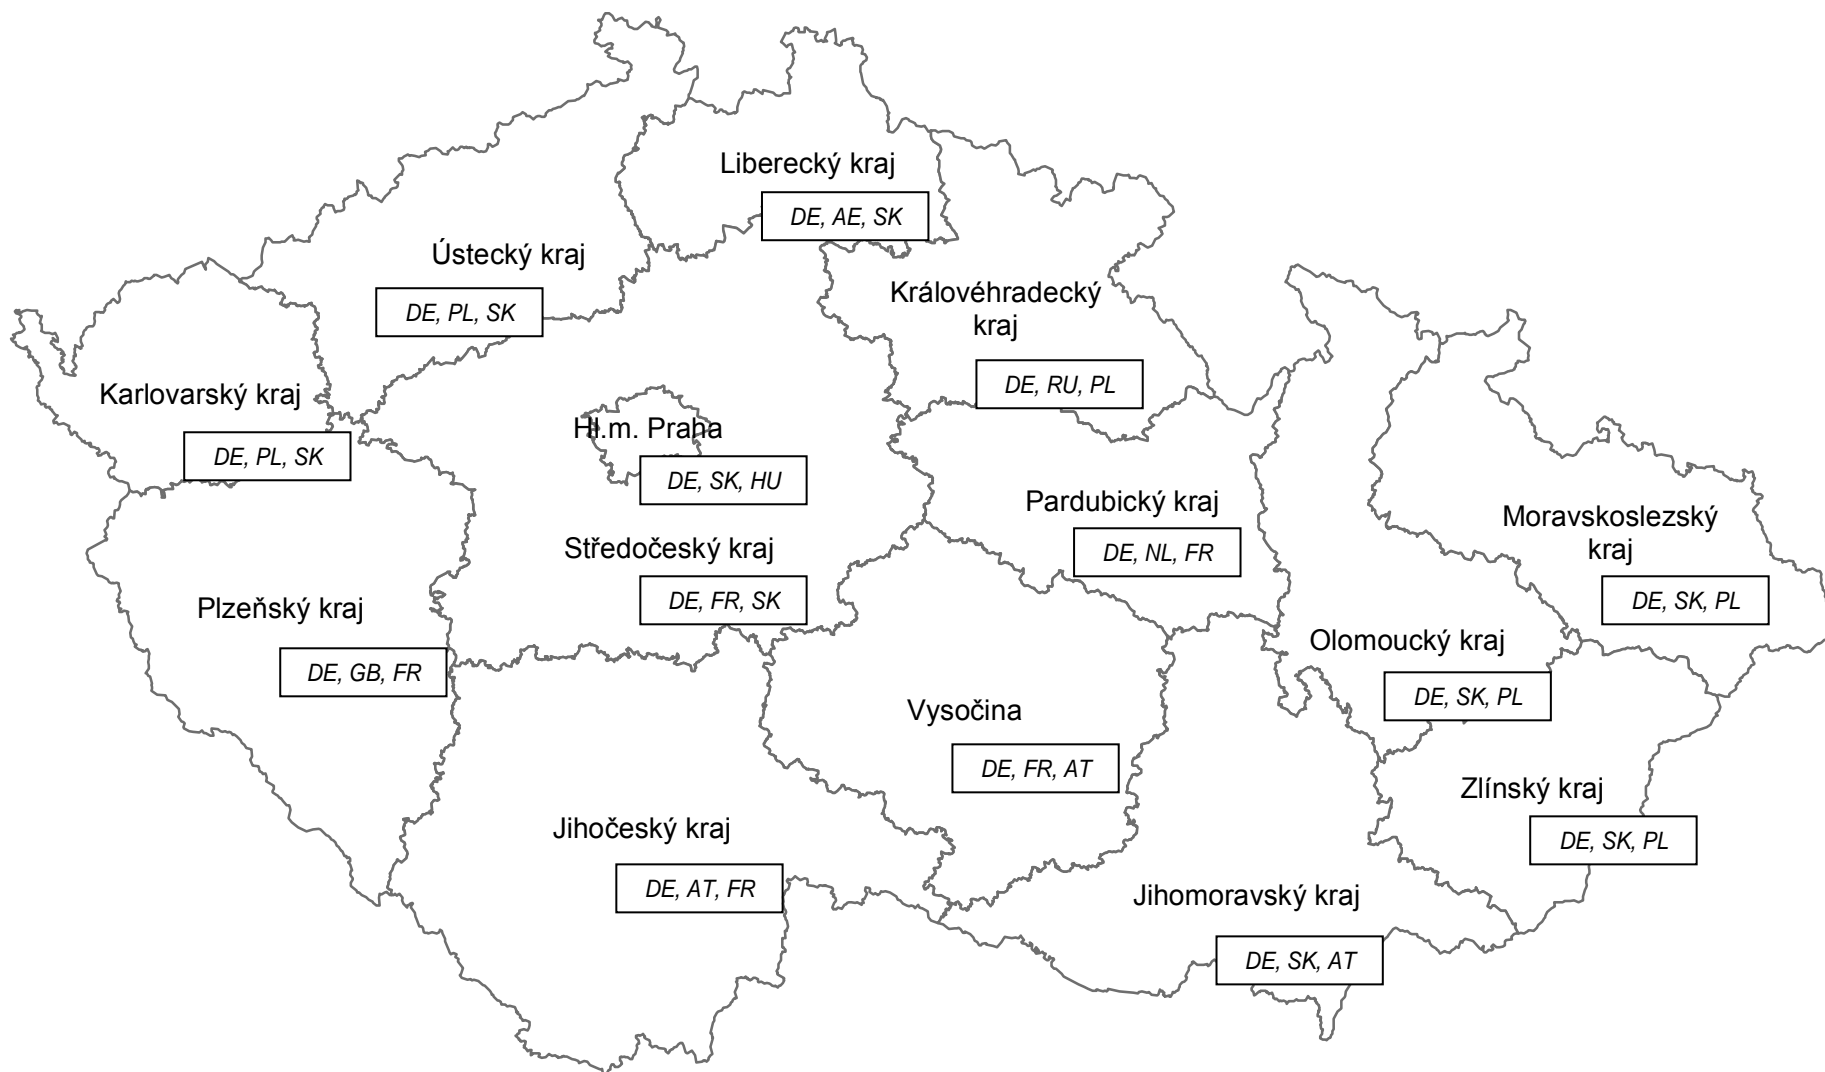 Liberecký kraj
DE, AE, SK
Ústecký kraj
DE, PL, SK
Královéhradecký
kraj
DE, RU, PL
Karlovarský kraj
DE, PL, SK
Hl.m. Praha
DE, SK, HU
Pardubický kraj
DE, NL, FR
Moravskoslezský
kraj
DE, SK, PL
Středočeský kraj
DE, FR, SK
Plzeňský kraj
DE, GB, FR
Olomoucký kraj
DE, SK, PL
Vysočina
DE, FR, AT
Zlínský kraj
DE, SK, PL
Jihočeský kraj
DE, AT, FR
Jihomoravský kraj
DE, SK, AT